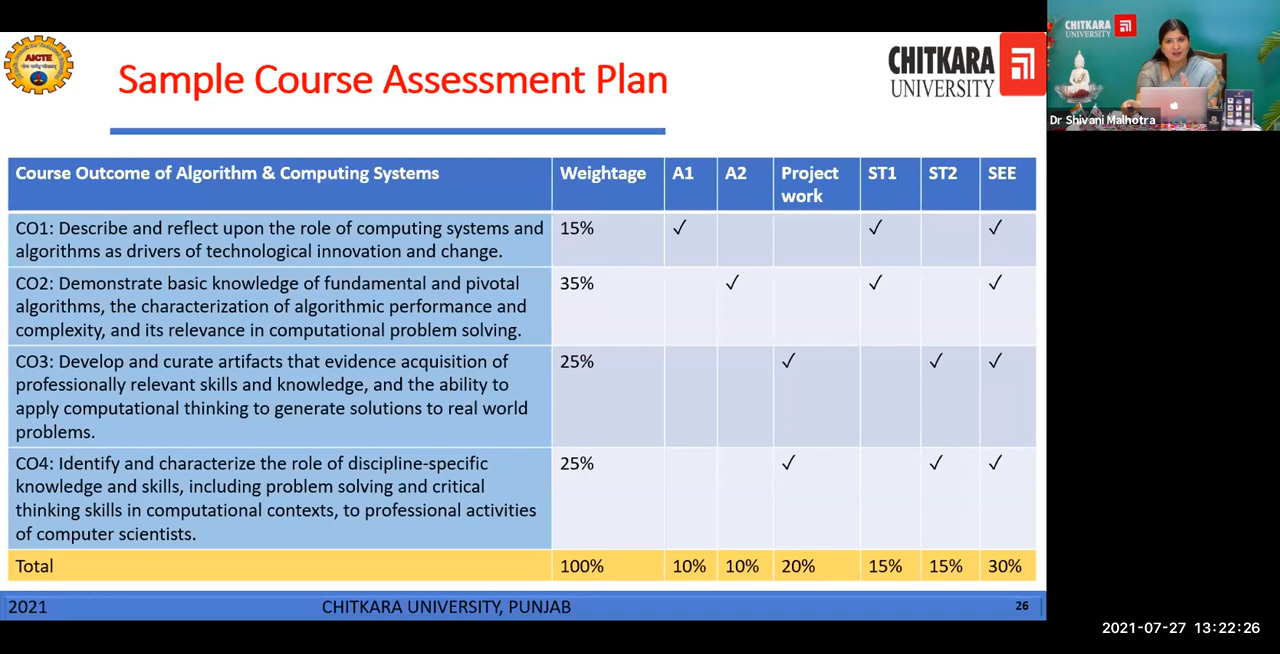 AICTE
Sample Course Assessment Plan
CHITKARA
UNIVERSITY
CHITKARA
UNIVERSITY
Dr Shivani Malhotra
Course Outcome of Algorithm & Computing Systems Weightage A1 A2 Project work ST1 ST2 SEE
CO1: Describe and reflect upon the role of computing systems and 15% ✓ ✓ ✓
algorithms as drivers of technological innovation and change.
CO2: Demonstrate basic knowledge of fundamental and pivotal 35% ✓ ✓ ✓
algorithms, the characterization of algorithmic performance and
complexity, and its relevance in computational problem solving.
CO3: Develop and curate artifacts that evidence acquisition of 25% ✓ ✓ ✓
professionally relevant skills and knowledge, and the ability to
apply computational thinking to generate solutions to real world
problems.
CO4: Identify and characterize the role of discipline-specific 25% ✓ ✓ ✓
knowledge and skills, including problem solving and critical
thinking skills in computational contexts, to professional activities
of computer scientists.
Total 100% 10% 10% 20% 15% 15% 30%
2021 CHITKARA UNIVERSITY, PUNJAB 26
2021-07-27 13:22:26